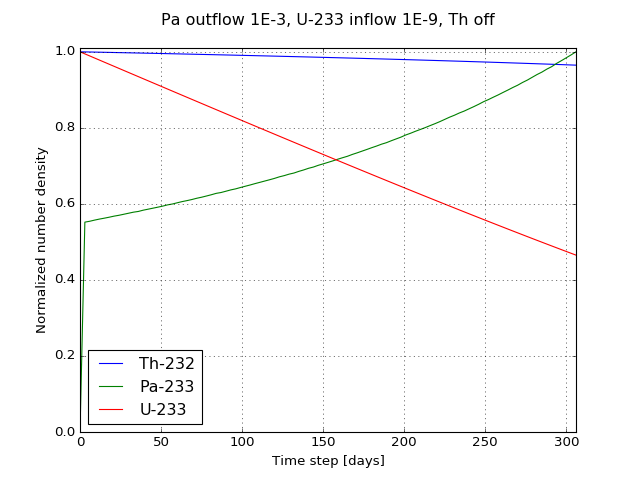 Pa outflow 1E-3, U-233 inflow 1E-9, Th off
Normalized number density
1.0
0.8
0.6
0.4
0.2
0.0
Th-232
Pa-233
U-233
0 50 100 150 200 250 300
Time step [days]